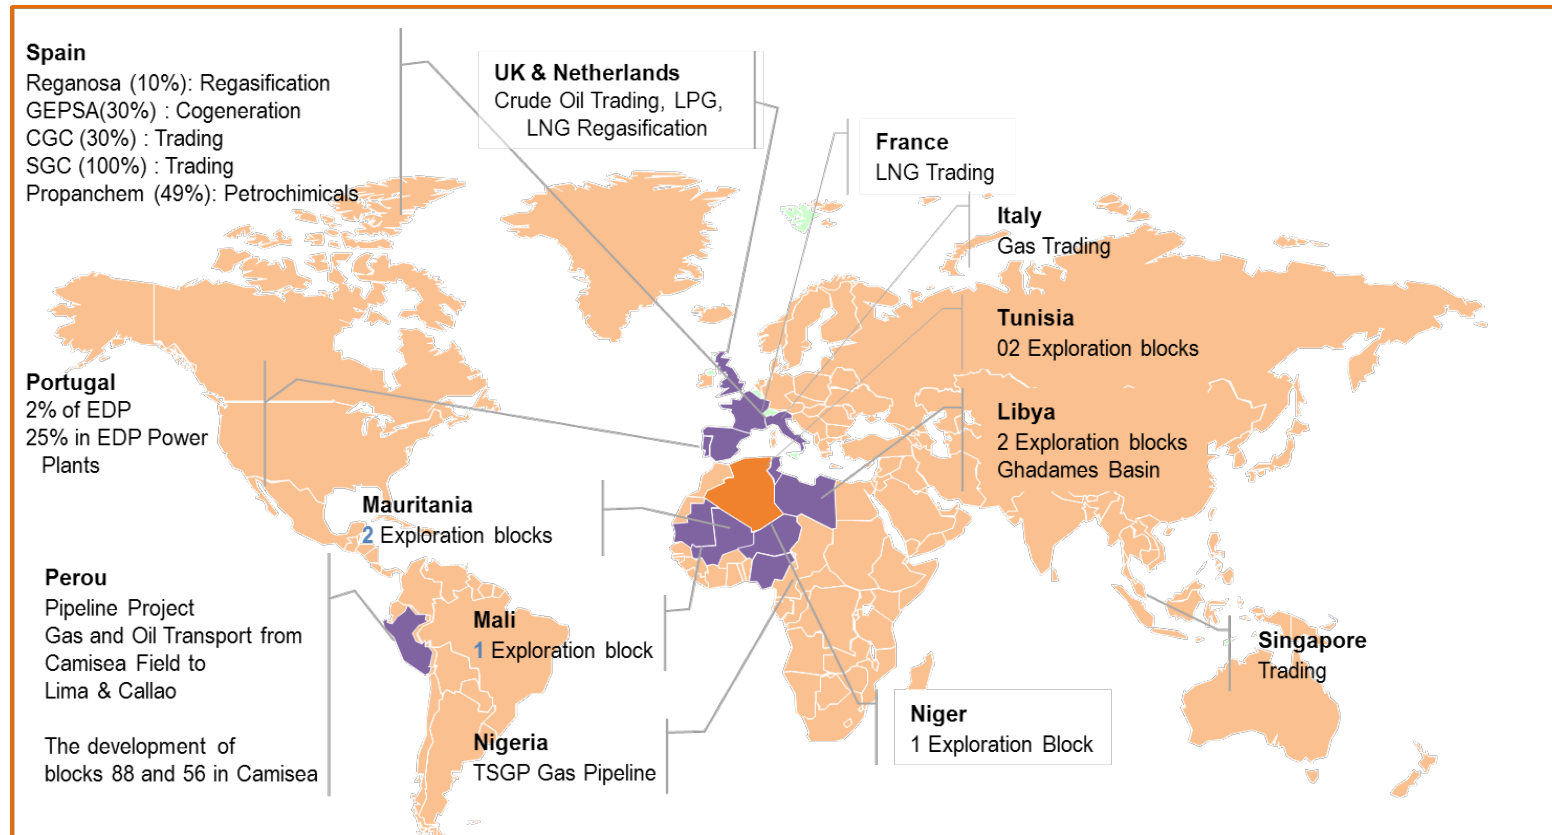 Spain
Reganosa (10%): Regasification
GEPSA(30%) : Cogeneration
CGC (30%) : Trading
SGC (100%) : Trading
Propanchem (49%): Petrochimicals
UK & Netherlands
Crude Oil Trading, LPG,
LNG Regasification
France
LNG Trading
Italy
Gas Trading
Tunisia
02 Exploration blocks
Portugal
2% of EDP
25% in EDP Power
Plants
Libya
2 Exploration blocks
Ghadames Basin
Mauritania
2 Exploration blocks
Perou
Pipeline Project
Gas and Oil Transport from
Camisea Field to
Lima & Callao
The development of
blocks 88 and 56 in Camisea
Mali
1 Exploration block
Singapore
Trading
Niger
1 Exploration Block
Nigeria
TSGP Gas Pipeline